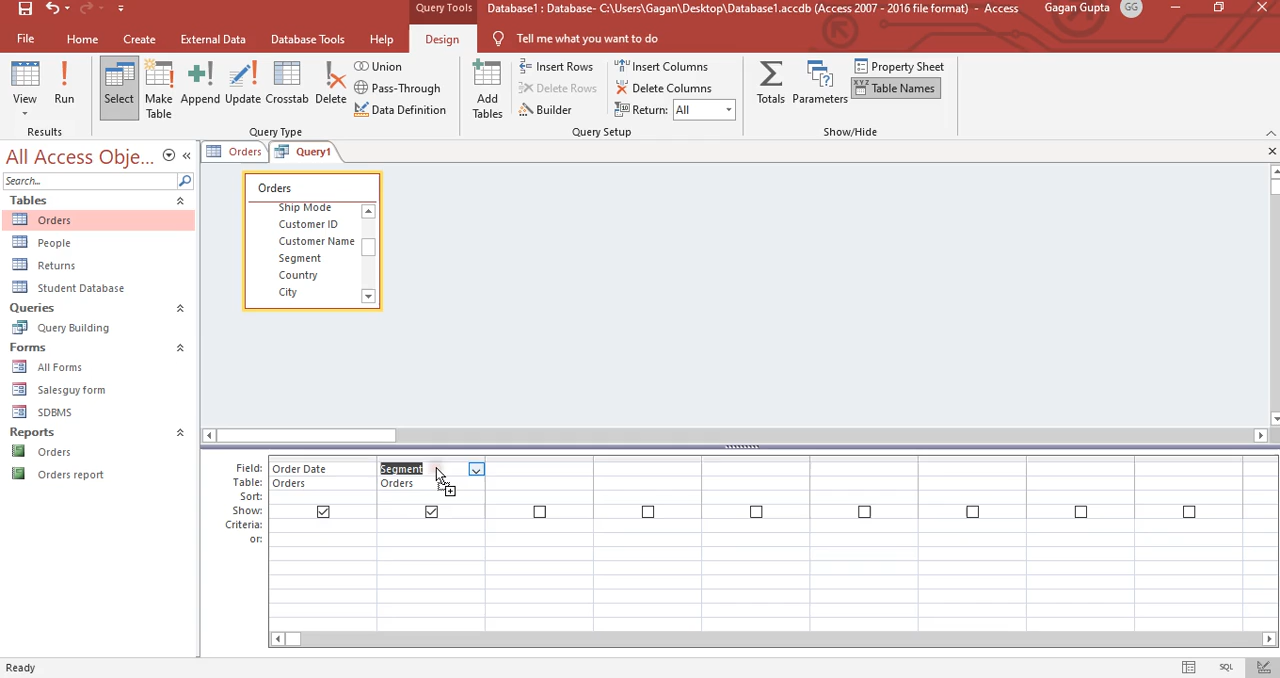 Query Tools
Database1 : Database- C:\Users\Gagan\Desktop\Database1.accdb (Access 2007 - 2016 file format) - Access
Gagan Gupta
GG
File
Home
Create
External Data
Database Tools
Help
Design
Tell me what you want to do
View
Run
Results
Select
Make Table
Append
Update
Crosstab
Delete
Union
Pass-Through
Data Definition
Query Type
Add Tables
Insert Rows
Delete Rows
Builder
Insert Columns
Delete Columns
Return: All
Query Setup
Totals
Parameters
Property Sheet
Table Names
Show/Hide
All Access Obje...
Search...
Tables
Orders
People
Returns
Student Database
Queries
Query Building
Forms
All Forms
Salesguy form
SDBMS
Reports
Orders
Orders report
Orders
Query1
Orders
Ship Mode
Customer ID
Customer Name
Segment
Country
City
Field: Order Date Segment
Table: Orders Orders
Sort:
Show:
Criteria:
or:
Ready
SQL